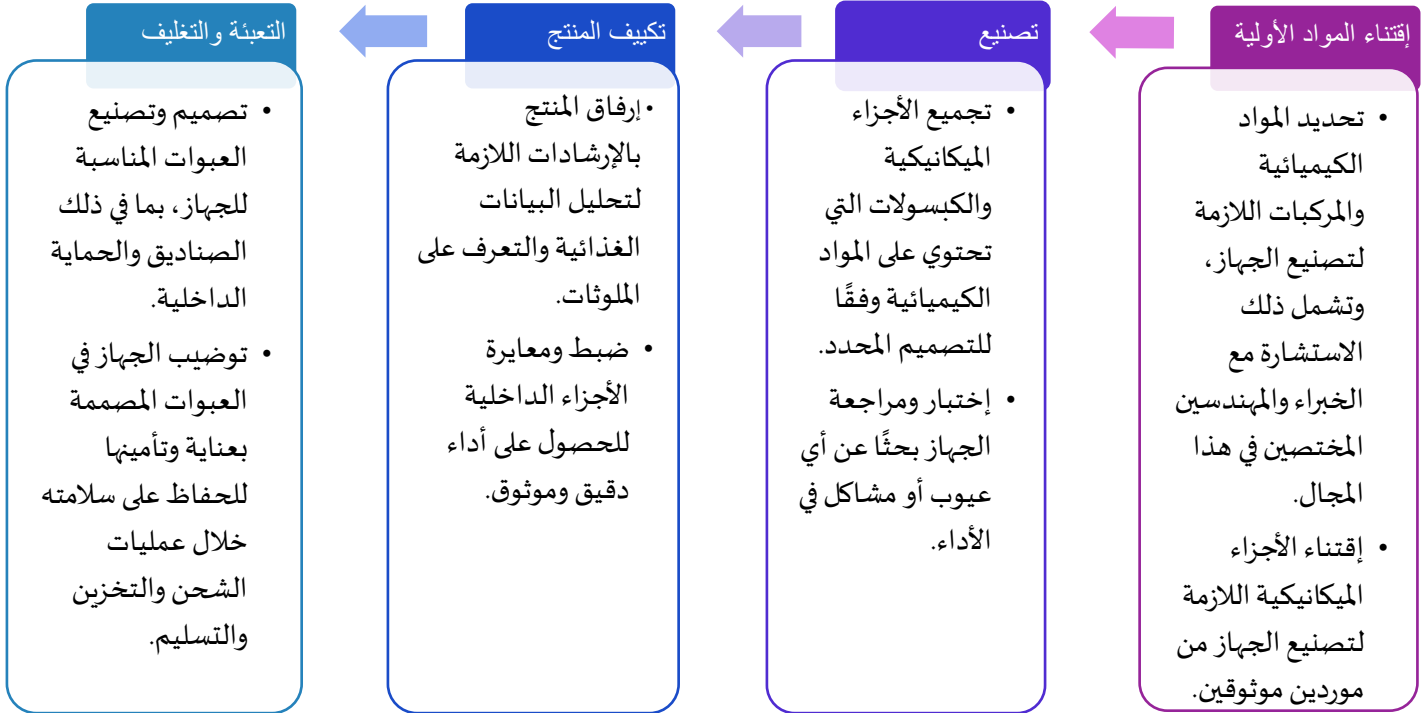 إقتناء المواد الأولية
• تحديد المواد
الكيميائية
والمركبات اللازمة
لتصنيع الجهاز،
وتشمل ذلك
الاستشارة مع
الخبراء والمهندسين
المختصين في هذا
المجال.
• إقتناء الأجزاء
الميكانيكية اللازمة
لتصنيع الجهاز من
موردين موثوقين.
تصنيع
• تجميع الأجزاء
الميكانيكية
والكبسولات التي
تحتوي على المواد
الكيميائية وفقًا
للتصميم المحدد.
• إختبار ومراجعة
الجهاز بحثًا عن أي
عيوب أو مشاكل في
الأداء.
تكييف المنتج
• إرفاق المنتج
بالإرشادات اللازمة
لتحليل البيانات
الغذائية والتعرف على
الملوثات.
• ضبط ومعايرة
الأجزاء الداخلية
للحصول على أداء
دقيق وموثوق.
التعبئة والتغليف
• تصميم وتصنيع
العبوات المناسبة
للجهاز، بما في ذلك
الصناديق والحماية
الداخلية.
• توضيب الجهاز في
العبوات المصممة
بعناية وتأمينها
للحفاظ على سلامته
خلال عمليات
الشحن والتخزين
والتسليم.